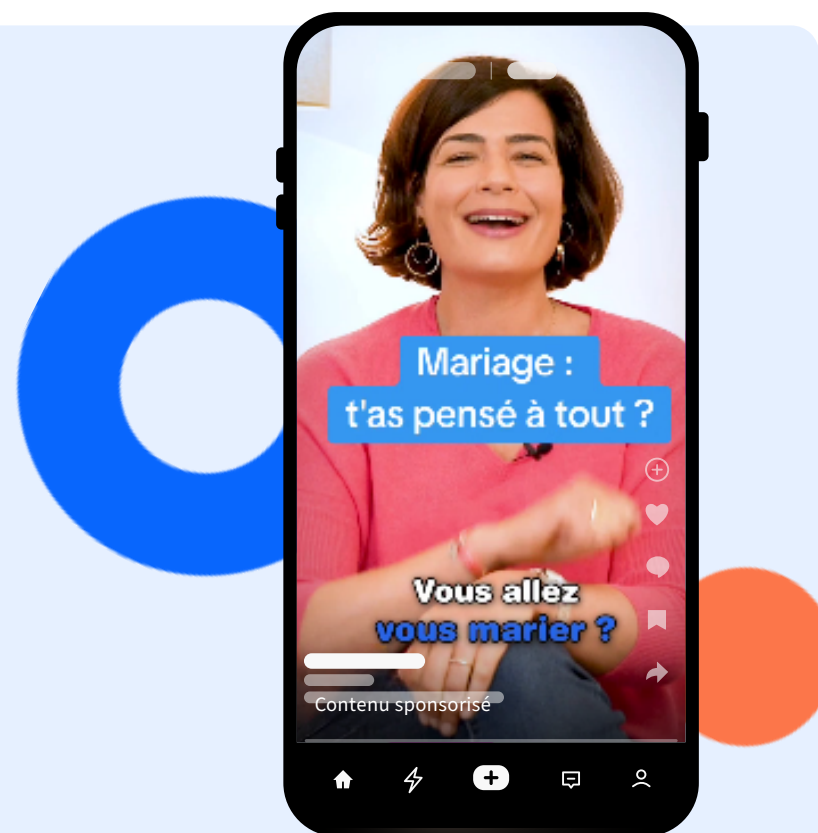 Mariage :
t'as pensé à tout ?
Vous allez
vous marier ?
Contenu sponsorisé